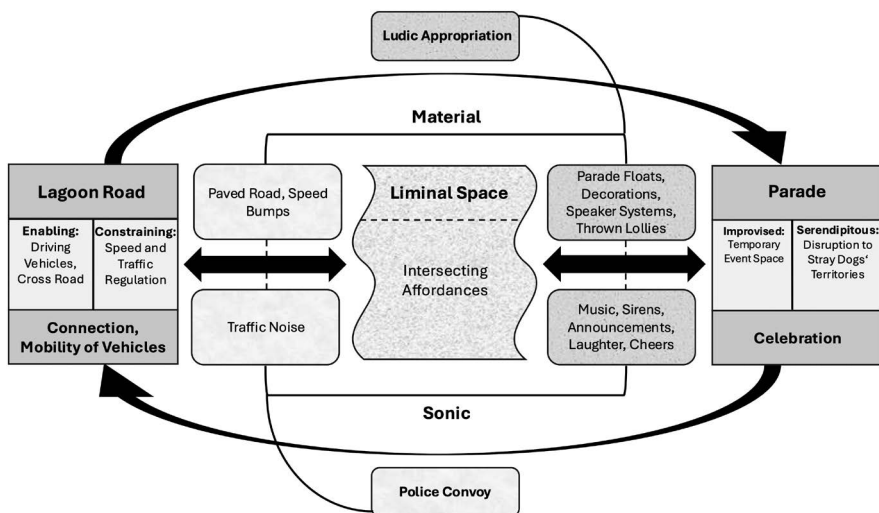 Ludic Appropriation
Material
Lagoon Road
Enabling:
Driving
Vehicles,
Cross Road
Constraining:
Speed and
Traffic
Regulation
Connection,
Mobility of Vehicles
Paved Road, Speed
Bumps
Traffic Noise
Liminal Space
Intersecting
Affordances
Parade Floats,
Decorations,
Speaker Systems,
Thrown Lollies
Music, Sirens,
Announcements,
Laughter, Cheers
Parade
Improvised:
Temporary
Event Space
Serendipitous:
Disruption to
Stray Dogs‘
Territories
Celebration
Sonic
Police Convoy